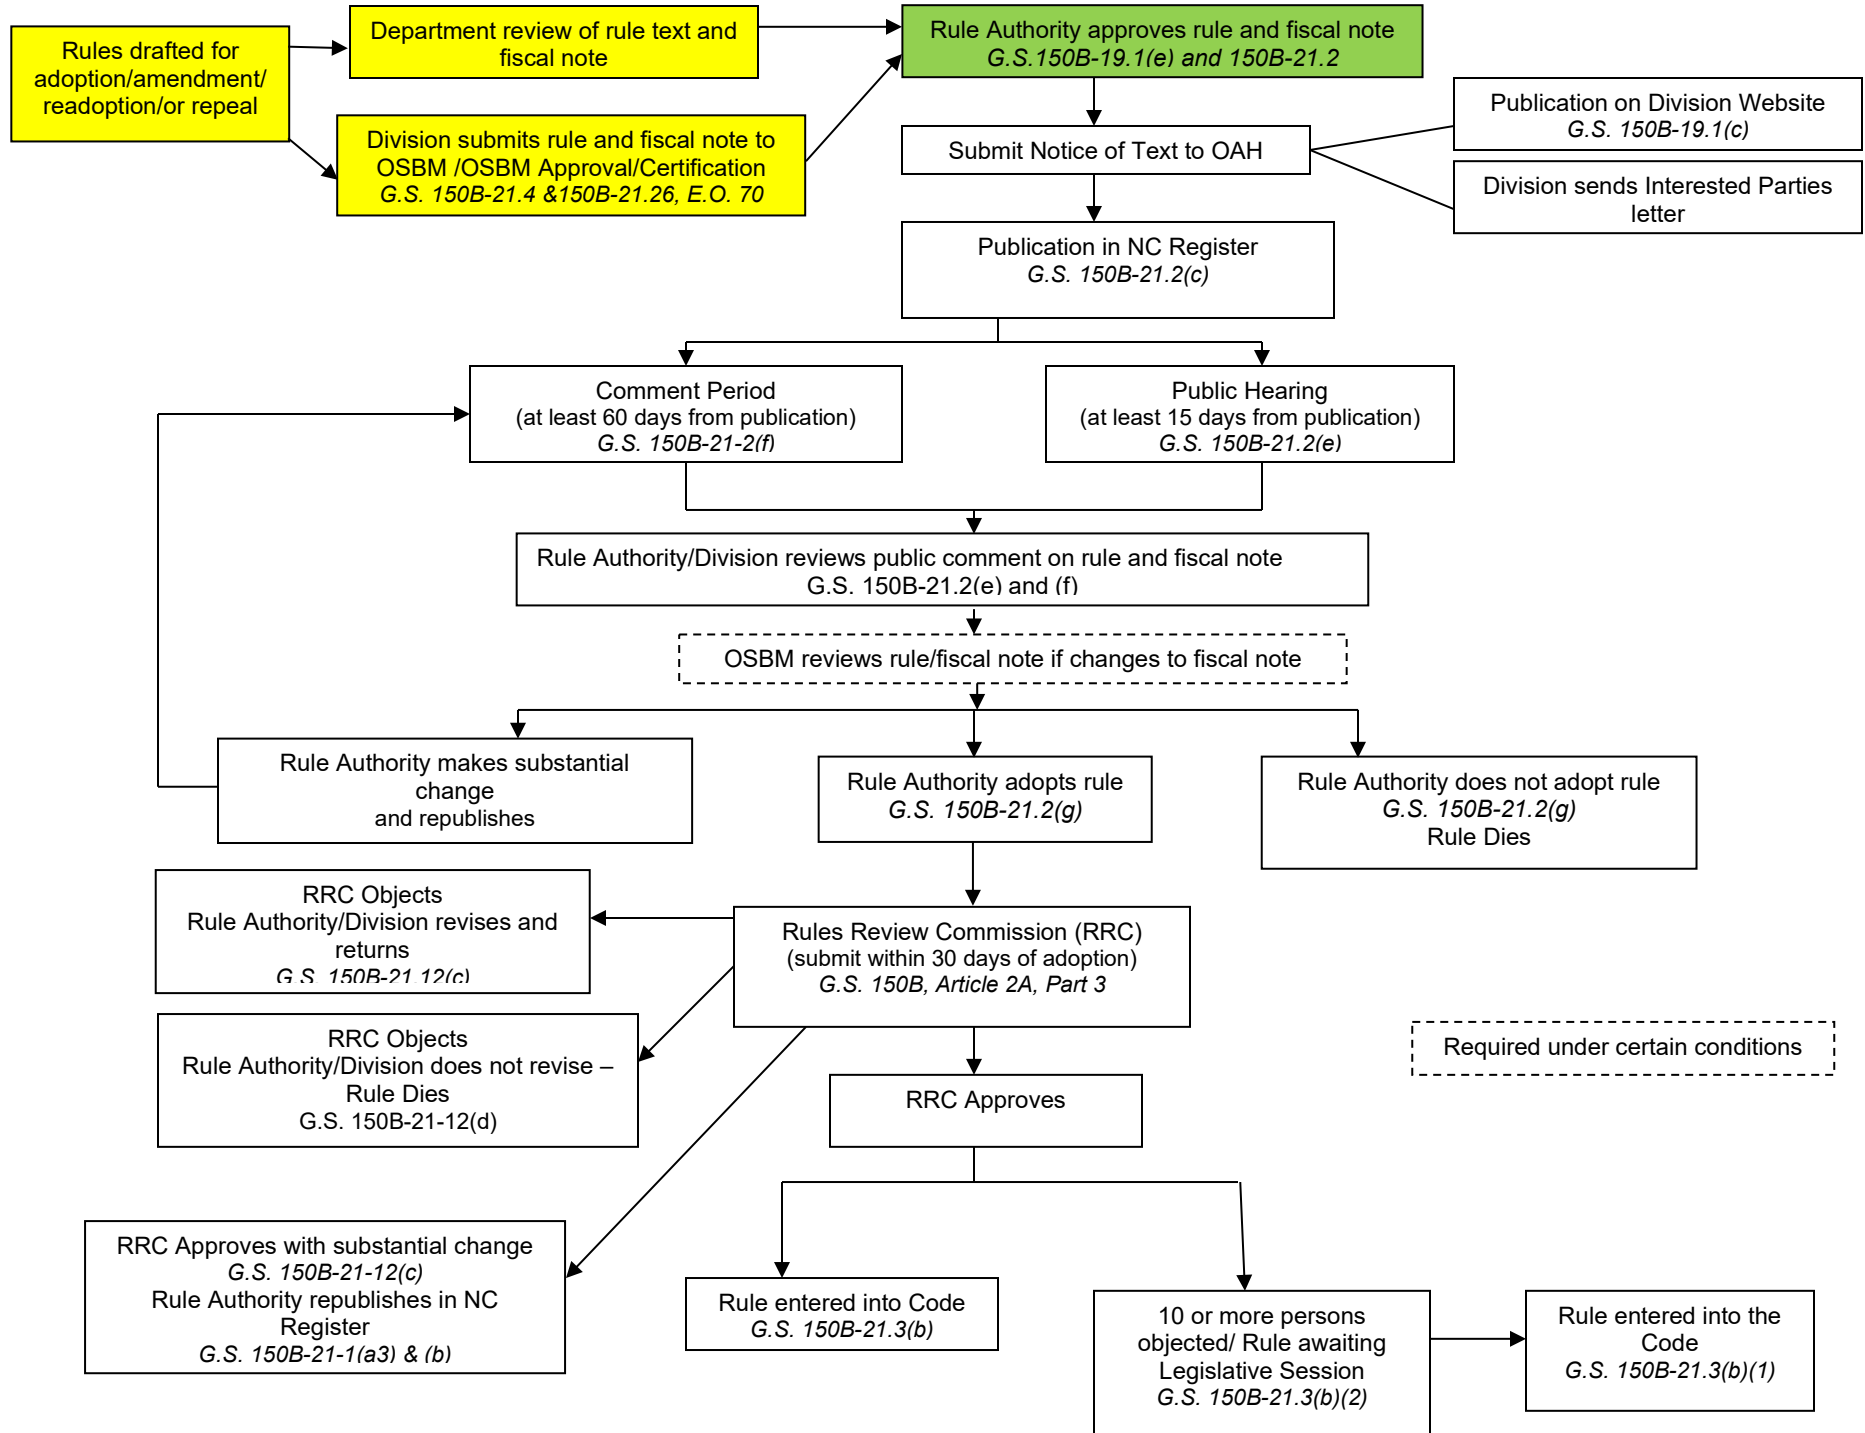 Rules drafted for
adoption/amendment/
readoption/or repeal
Department review of rule text and
fiscal note
Division submits rule and fiscal note to
OSBM /OSBM Approval/Certification
G.S. 150B-21.4 &150B-21.26, E.O. 70
Rule Authority approves rule and fiscal note
G.S.150B-19.1(e) and 150B-21.2
Submit Notice of Text to OAH
Publication on Division Website
G.S. 150B-19.1(c)
Division sends Interested Parties
letter
Publication in NC Register
G.S. 150B-21.2(c)
Comment Period
(at least 60 days from publication)
G.S. 150B-21-2(f)
Public Hearing
(at least 15 days from publication)
G.S. 150B-21.2(e)
Rule Authority/Division reviews public comment on rule and fiscal note
G.S. 150B-21.2(e) and (f)
OSBM reviews rule/fiscal note if changes to fiscal note
Rule Authority makes substantial
change
and republishes
Rule Authority adopts rule
G.S. 150B-21.2(g)
Rule Authority does not adopt rule
G.S. 150B-21.2(g)
Rule Dies
RRC Objects
Rule Authority/Division revises and
returns
G.S. 150B-21.12(c)
Rules Review Commission (RRC)
(submit within 30 days of adoption)
G.S. 150B, Article 2A, Part 3
RRC Objects
Rule Authority/Division does not revise –
Rule Dies
G.S. 150B-21-12(d)
Required under certain conditions
RRC Approves
RRC Approves with substantial change
G.S. 150B-21-12(c)
Rule Authority republishes in NC
Register
G.S. 150B-21-1(a3) & (b)
Rule entered into Code
G.S. 150B-21.3(b)
10 or more persons
objected/ Rule awaiting
Legislative Session
G.S. 150B-21.3(b)(2)
Rule entered into the
Code
G.S. 150B-21.3(b)(1)